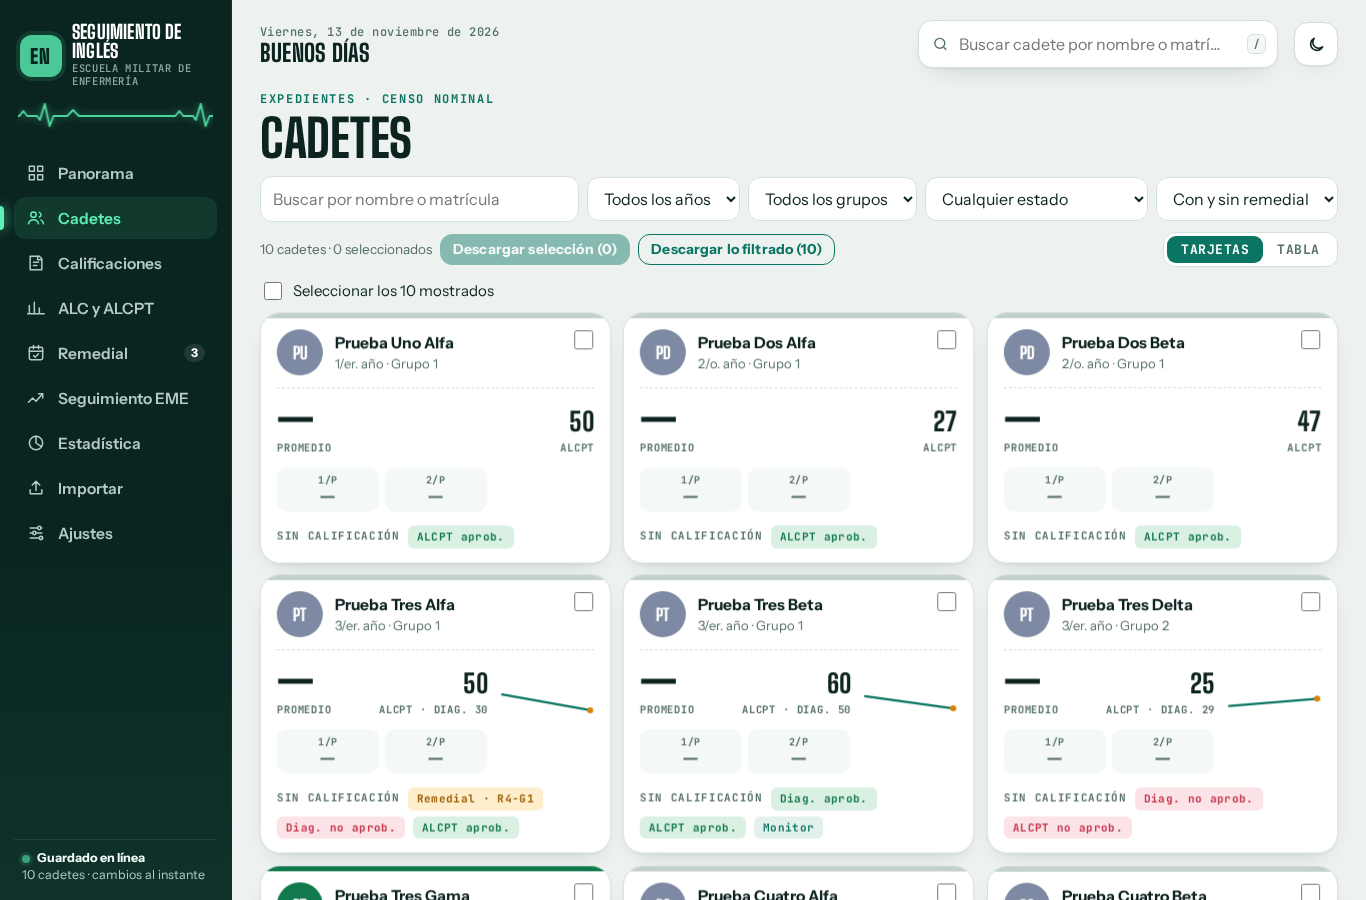 EN
SEGUIMIENTO DE
INGLÉS
ESCUELA MILITAR DE
ENFERMERÍA
Panorama
Cadetes
Calificaciones
ALC y ALCPT
Remedial 3
Seguimiento EME
Estadística
Importar
Ajustes
Guardado en línea
10 cadetes · cambios al instante
Viernes, 13 de noviembre de 2026
BUENOS DÍAS
Buscar cadete por nombre o matrí… /
EXPEDIENTES · CENSO NOMINAL
CADETES
Buscar por nombre o matrícula Todos los años Todos los grupos Cualquier estado Con y sin remedial
10 cadetes · 0 seleccionados Descargar selección (0) Descargar lo filtrado (10) TARJETAS TABLA
Seleccionar los 10 mostrados
PU Prueba Uno Alfa
1/er. año · Grupo 1
— 50
PROMEDIO ALCPT
1/P 2/P
— —
SIN CALIFICACIÓN ALCPT aprob.
PD Prueba Dos Alfa
2/o. año · Grupo 1
— 27
PROMEDIO ALCPT
1/P 2/P
— —
SIN CALIFICACIÓN ALCPT aprob.
PD Prueba Dos Beta
2/o. año · Grupo 1
— 47
PROMEDIO ALCPT
1/P 2/P
— —
SIN CALIFICACIÓN ALCPT aprob.
PT Prueba Tres Alfa
3/er. año · Grupo 1
— 50
PROMEDIO ALCPT · DIAG. 30
1/P 2/P
— —
SIN CALIFICACIÓN Remedial · R4-G1
Diag. no aprob. ALCPT aprob.
PT Prueba Tres Beta
3/er. año · Grupo 1
— 60
PROMEDIO ALCPT · DIAG. 50
1/P 2/P
— —
SIN CALIFICACIÓN Diag. aprob.
ALCPT aprob. Monitor
PT Prueba Tres Delta
3/er. año · Grupo 2
— 25
PROMEDIO ALCPT · DIAG. 29
1/P 2/P
— —
SIN CALIFICACIÓN Diag. no aprob.
ALCPT no aprob.
Prueba Tres Gama
Prueba Cuatro Alfa
Prueba Cuatro Beta